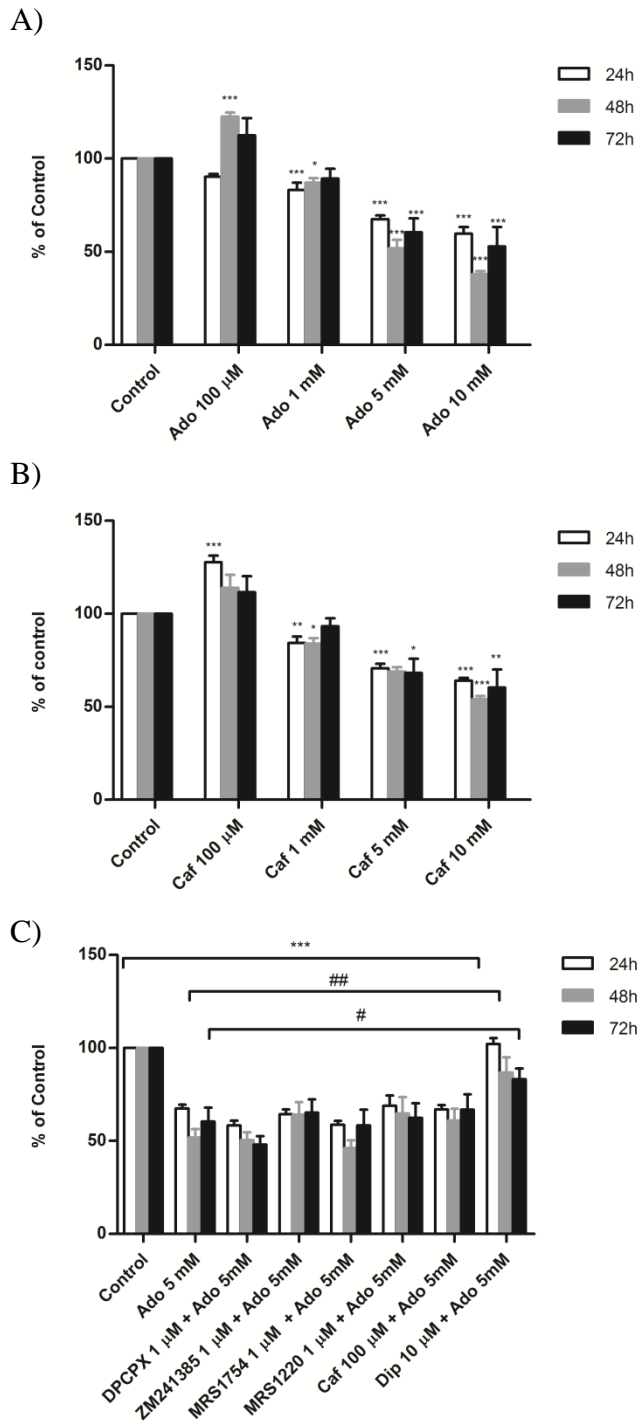 A)
***
***
*
***
***
***
***
***
***
24h
48h
72h
150
100
50
0
% of Control
Control
Ado 100 µM
Ado 1 mM
Ado 5 mM
Ado 10 mM
B)
***
**
*
***
*
***
***
**
24h
48h
72h
150
100
50
0
% of control
Control
Caf 100 µM
Caf 1 mM
Caf 5 mM
Caf 10 mM
C)
***
##
#
24h
48h
72h
150
100
50
0
% of Control
Control
Ado 5 mM
DPCPX 1 µM + Ado 5mM
ZM241385 1 µM + Ado 5mM
MRS1754 1 µM + Ado 5mM
MRS1220 1 µM + Ado 5mM
Caf 100 µM + Ado 5mM
Dip 10 µM + Ado 5mM